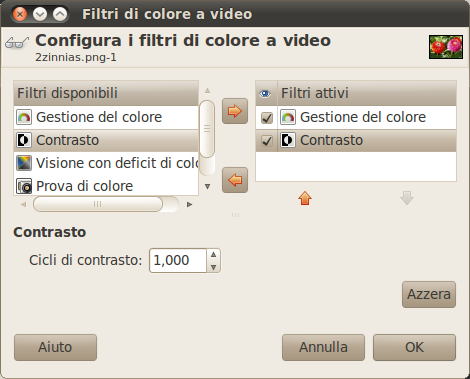 Filtri di colore a video
Configura i filtri di colore a video
2zinnias.png-1
Filtri disponibili
Gestione del colore
Contrasto
Visione con deficit di colo
Prova di colore
Filtri attivi
Gestione del colore
Contrasto
Contrasto
Cicli di contrasto: 1,000
Azzera
Aiuto Annulla OK